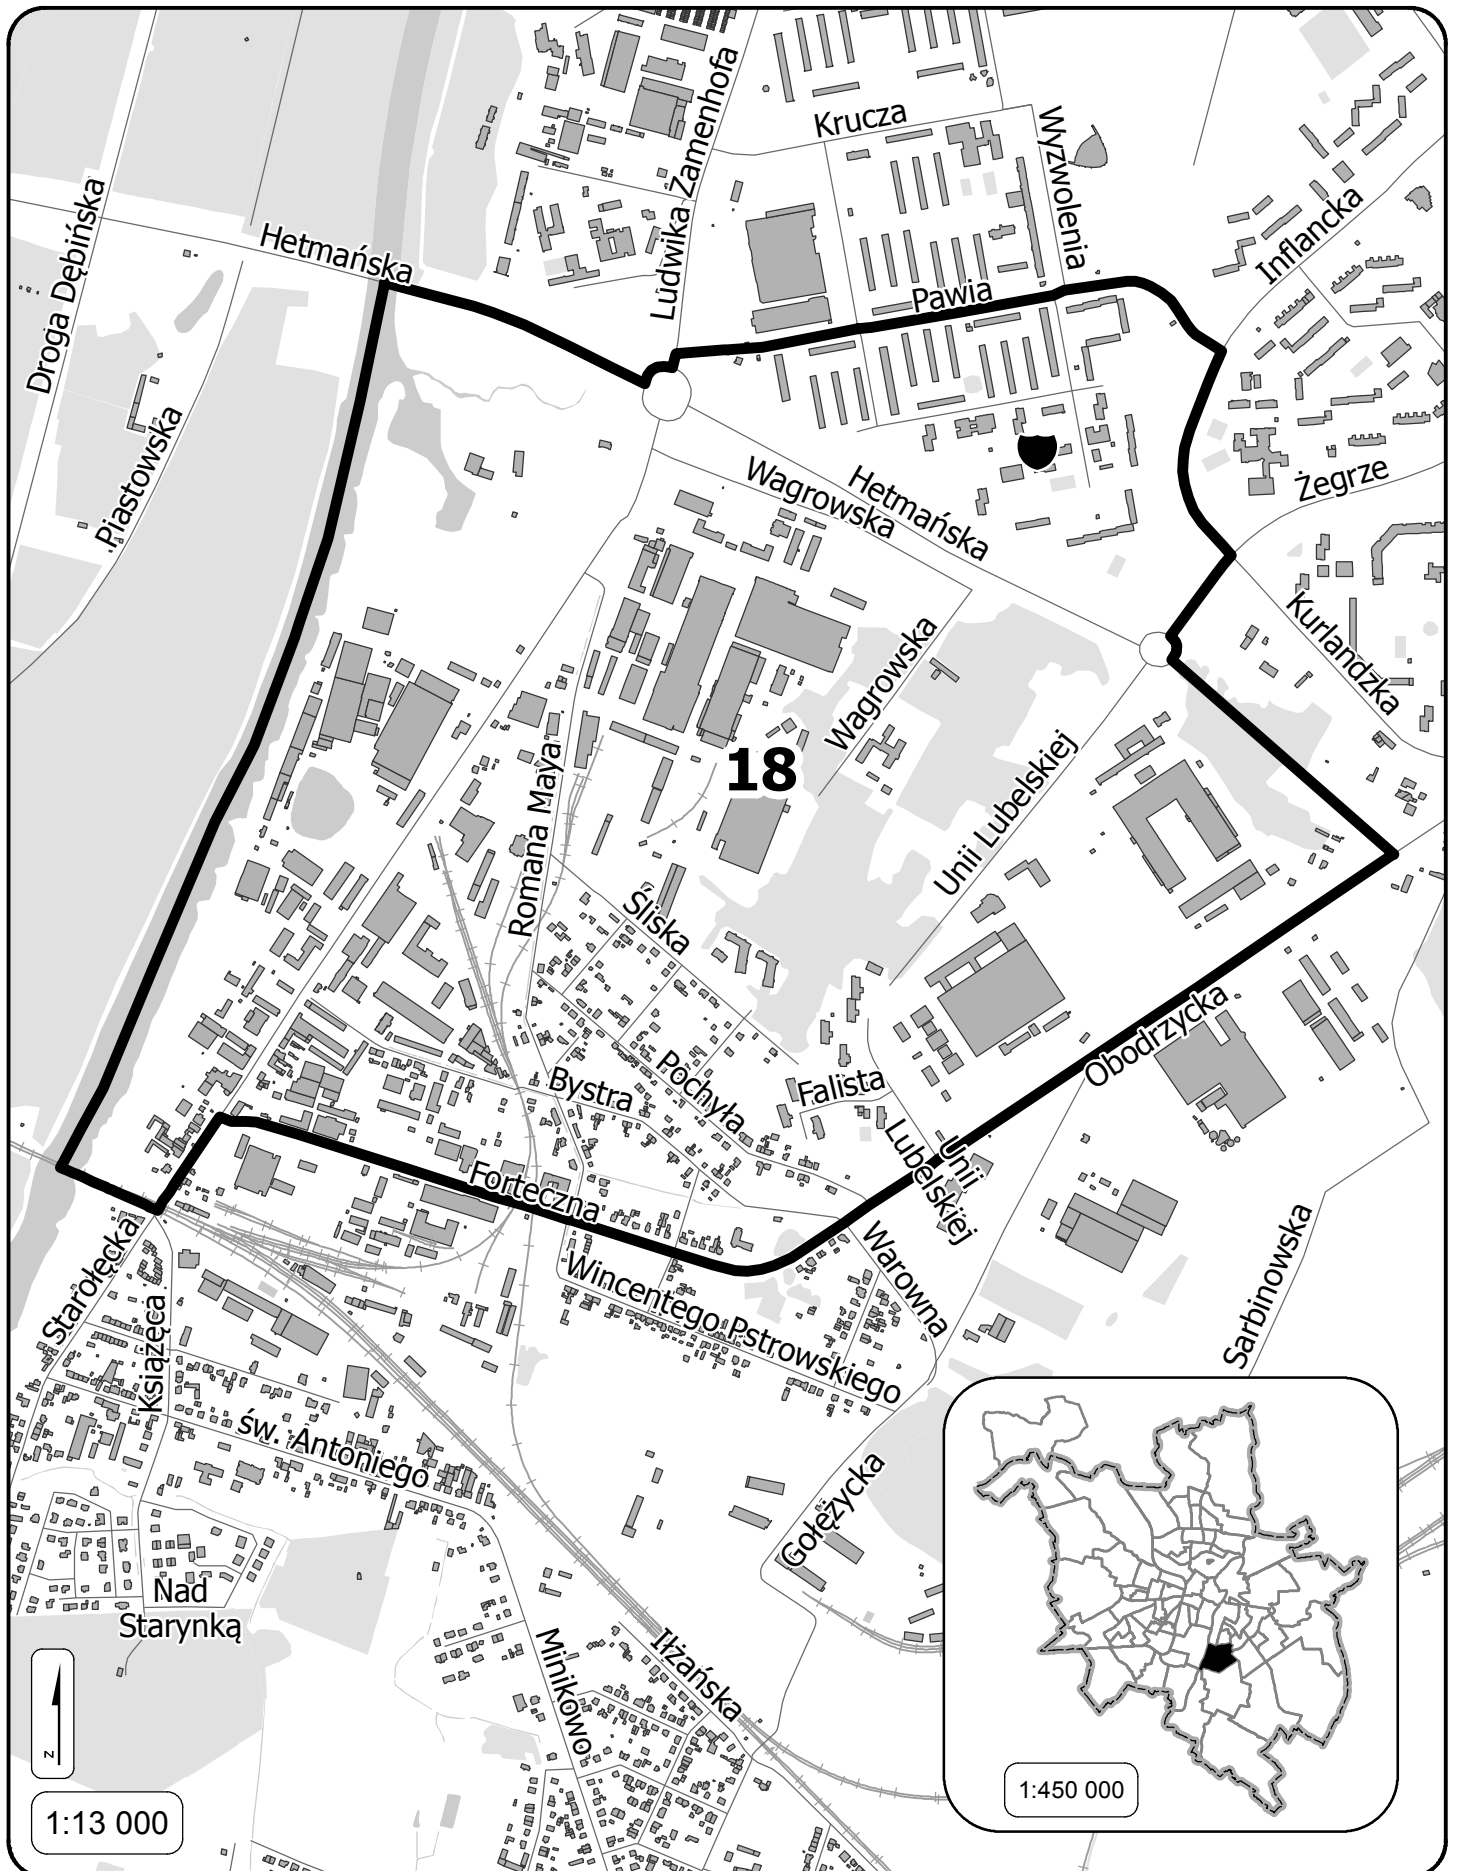 Krucza
Wyzwolenia
Ludwika Zamenhofa
Droga Dębińska
Hetmańska
Inflancka
Pawia
Piastowska
Wagrowska
Hetmańska
Żegrze
Kurlandzka
Wagrowska
18
Romana Maya
Unii Lubelskiej
Śliska
Obodrzycka
Bystra
Pochyła
Falista
Unii
Lubelskiej
Forteczna
Starołęcka
Książęca
Wincentego Pstrowskiego
Warowna
Sarbinowska
św. Antoniego
Gołężycka
Nad
Starynką
Minikowo
Iłżańska
N
1:13 000
1:450 000